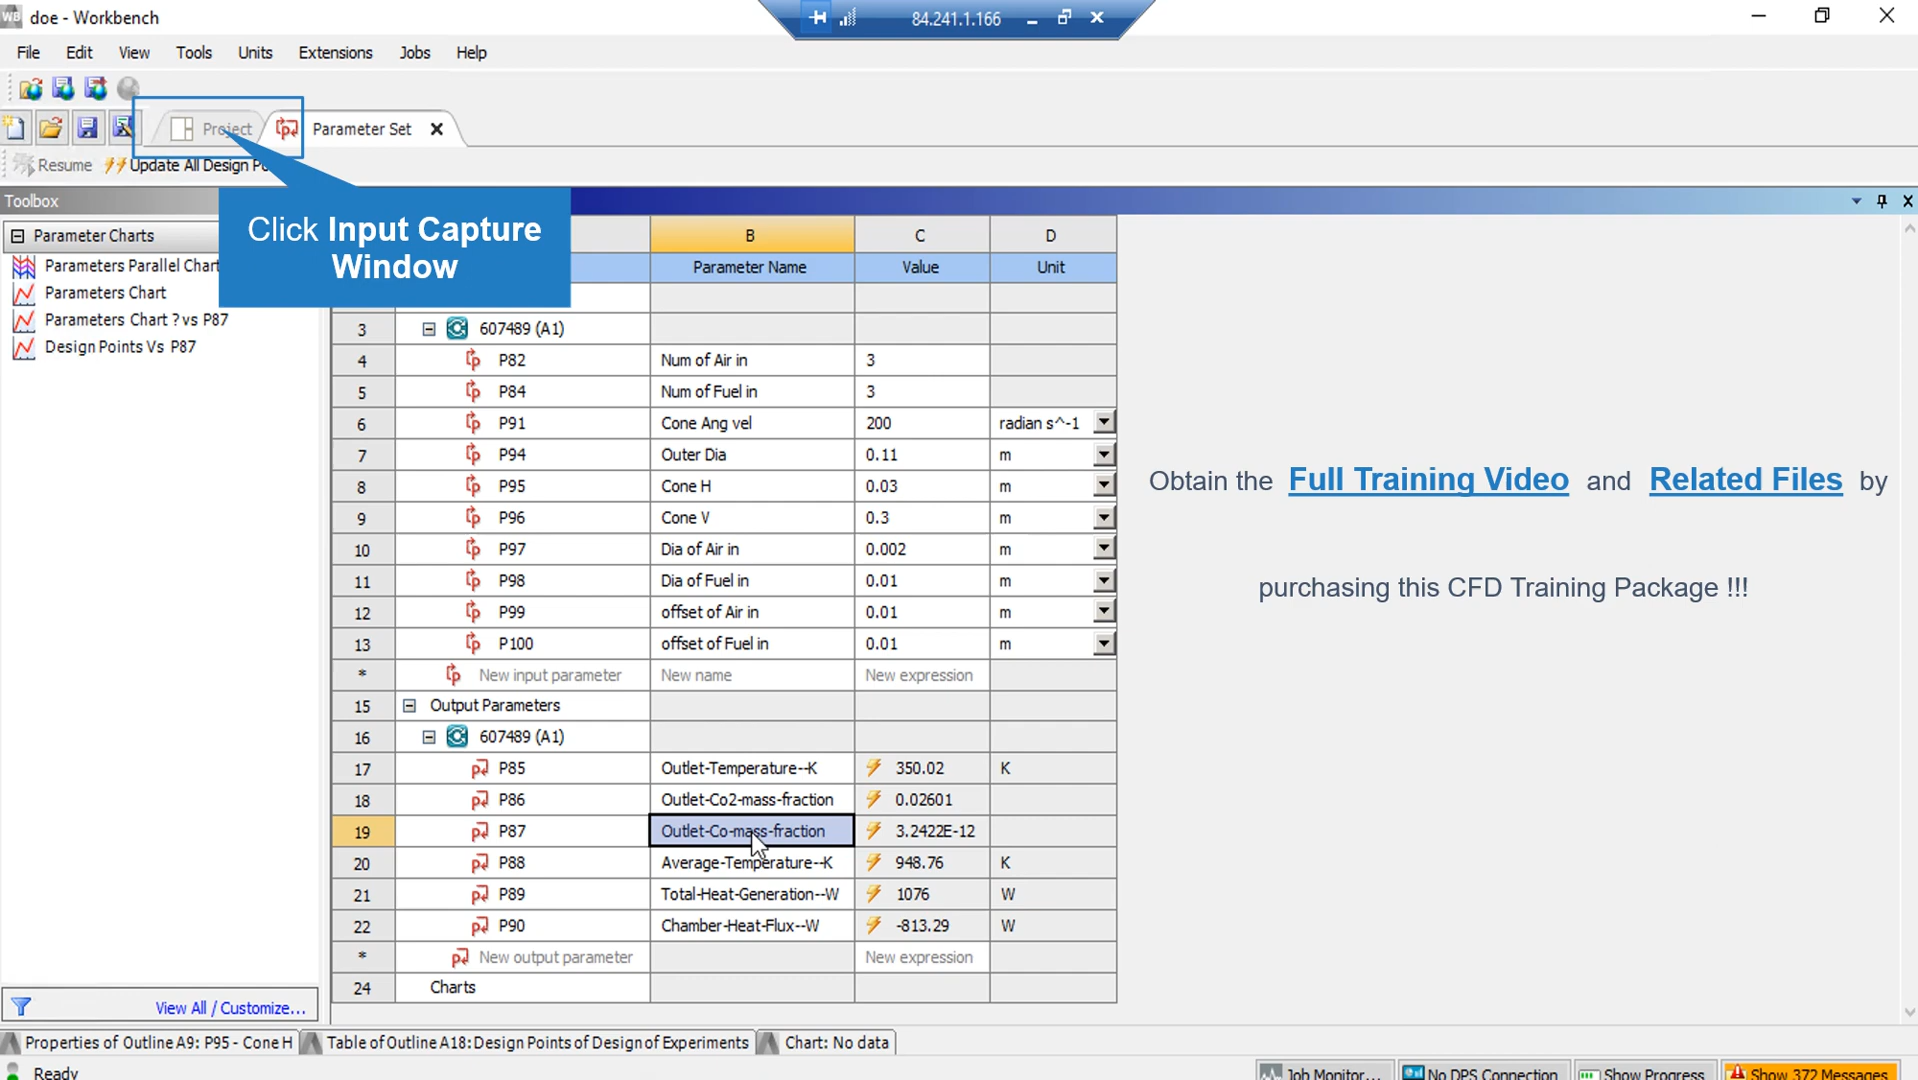 doe - Workbench
84.241.1.166
File Edit View Tools Units Extensions Jobs Help
Project Parameter Set
Resume Update All Design Po
Toolbox
Click Input Capture
Window
Parameter Charts
Parameters Parallel Chart
Parameters Chart
Parameters Chart ? vs P87
Design Points Vs P87
B C D
Parameter Name Value Unit
3 607489 (A1)
4 P82 Num of Air in 3
5 P84 Num of Fuel in 3
6 P91 Cone Ang vel 200 radian s^-1
7 P94 Outer Dia 0.11 m
8 P95 Cone H 0.03 m
9 P96 Cone V 0.3 m
10 P97 Dia of Air in 0.002 m
11 P98 Dia of Fuel in 0.01 m
12 P99 offset of Air in 0.01 m
13 P100 offset of Fuel in 0.01 m
* New input parameter New name New expression
15 Output Parameters
16 607489 (A1)
17 P85 Outlet-Temperature--K 350.02 K
18 P86 Outlet-Co2-mass-fraction 0.02601
19 P87 Outlet-Co-mass-fraction 3.2422E-12
20 P88 Average-Temperature--K 948.76 K
21 P89 Total-Heat-Generation--W 1076 W
22 P90 Chamber-Heat-Flux--W -813.29 W
* New output parameter New expression
24 Charts
Obtain the Full Training Video and Related Files by
purchasing this CFD Training Package !!!
View All / Customize...
Properties of Outline A9: P95 - Cone H Table of Outline A18: Design Points of Design of Experiments Chart: No data
Ready Job Monitor... No DPS Connection Show Progress Show 372 Messages